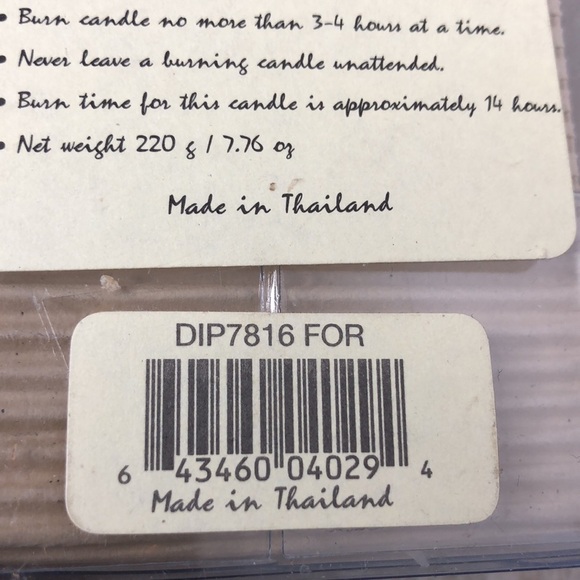 • Burn candle no more than 3-4 hours at a time.
• Never leave a burning candle unattended.
• Burn time for this candle is approximately 14 hours.
• Net weight 220 g / 7.76 oz
Made in Thailand
DIP7816 FOR
6 43460 04029 4
Made in Thailand